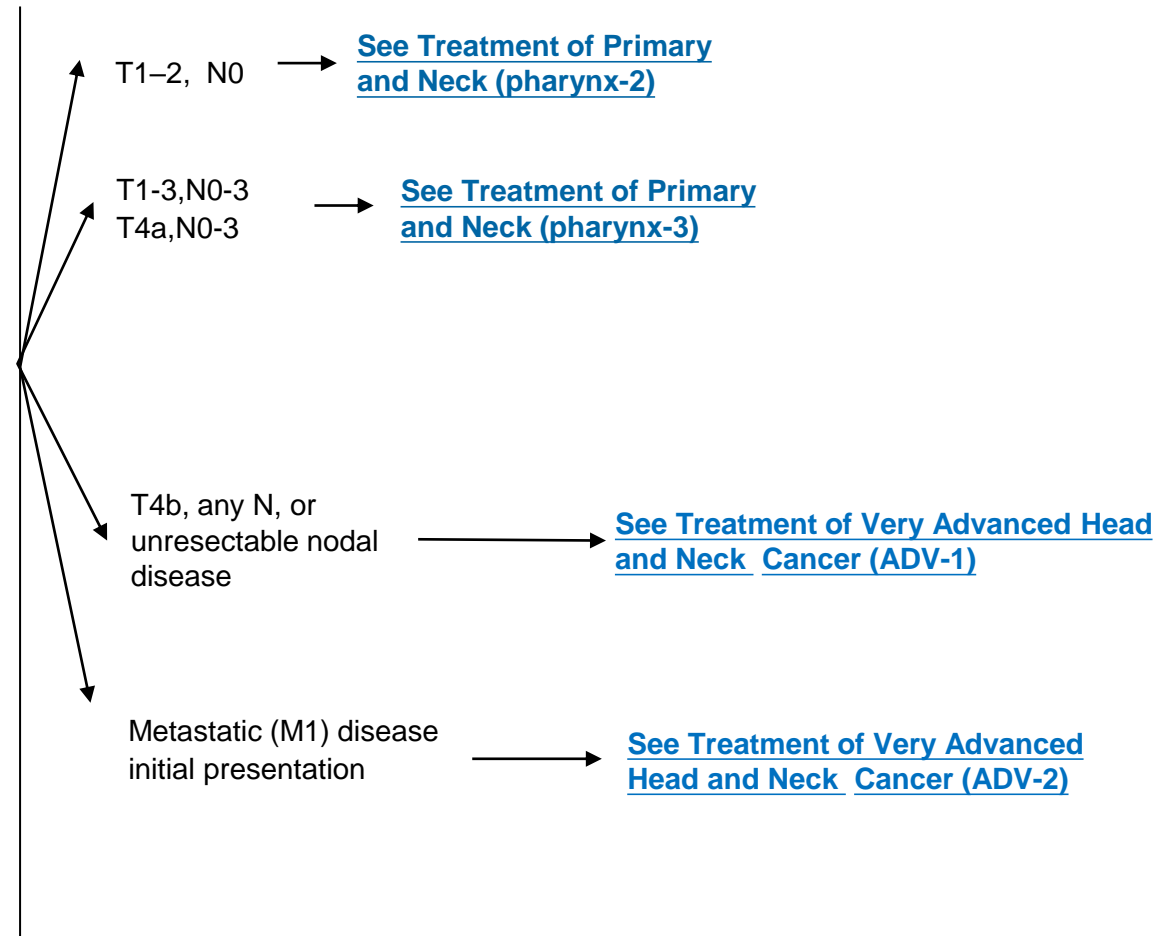 T1–2, N0
See Treatment of Primary
and Neck (pharynx-2)
T1-3,N0-3
T4a,N0-3
See Treatment of Primary
and Neck (pharynx-3)
T4b, any N, or
unresectable nodal
disease
See Treatment of Very Advanced Head
and Neck Cancer (ADV-1)
Metastatic (M1) disease
initial presentation
See Treatment of Very Advanced
Head and Neck Cancer (ADV-2)